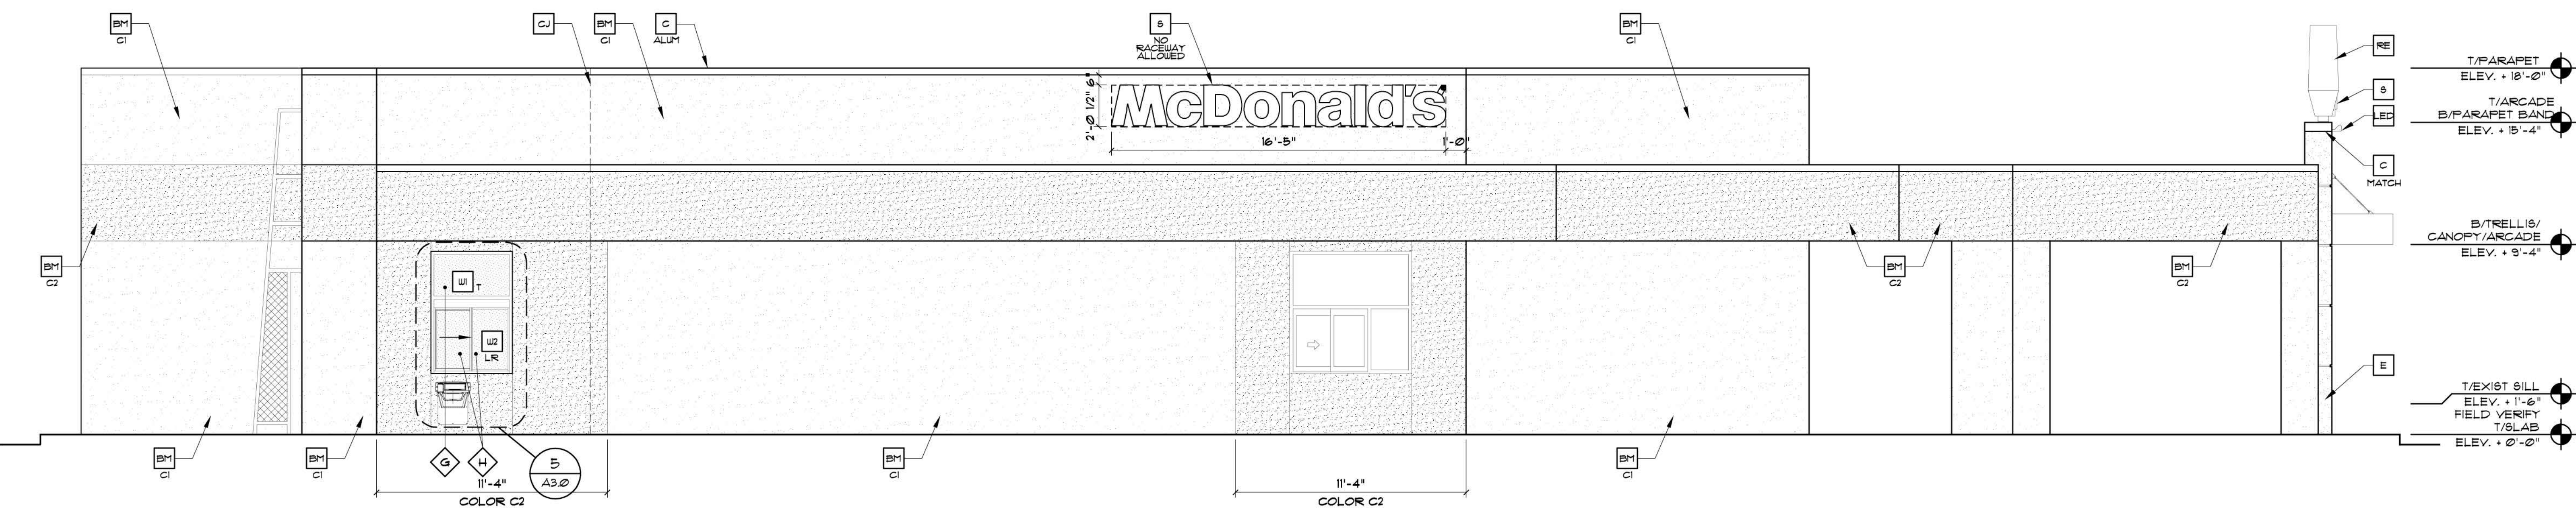 BM
C1
CJ
BM
C1
C
ALUM
S
NO
RACEWAY
ALLOWED
BM
C1
RE
S
LED
C
MATCH
T/PARAPET
ELEV. + 18'-0"
T/ARCADE
B/PARAPET BAND
ELEV. + 15'-4"
6"
2'-0 1/2"
McDonald's
16'-5"
1'-0"
BM
C2
W1
T
W2
LR
BM
C2
BM
C2
B/TRELLIS/
CANOPY/ARCADE
ELEV. + 9'-4"
E
T/EXIST SILL
ELEV. + 1'-6"
FIELD VERIFY
T/SLAB
ELEV. + 0'-0"
BM
C1
BM
C1
G
H
5
A3.0
BM
C1
BM
C1
11'-4"
COLOR C2
11'-4"
COLOR C2